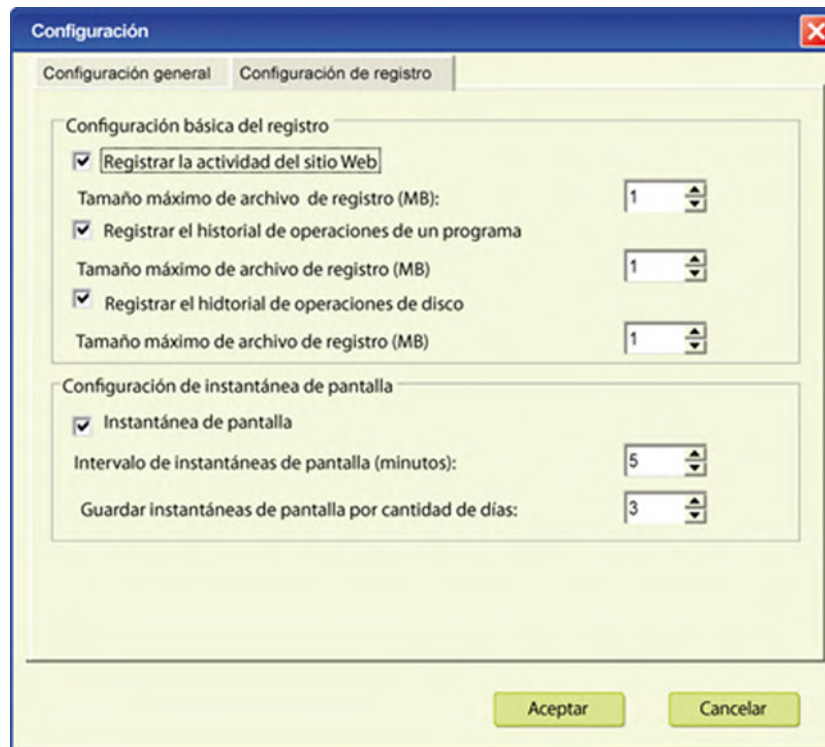 Configuración
Configuración general
Configuración de registro
Configuración básica del registro
Registrar la actividad del sitio Web
Tamaño máximo de archivo de registro (MB):
1
Registrar el historial de operaciones de un programa
Tamaño máximo de archivo de registro (MB)
1
Registrar el hidtorial de operaciones de disco
Tamaño máximo de archivo de registro (MB)
1
Configuración de instantánea de pantalla
Instantánea de pantalla
Intervalo de instantáneas de pantalla (minutos):
5
Guardar instantáneas de pantalla por cantidad de días:
3
Aceptar
Cancelar